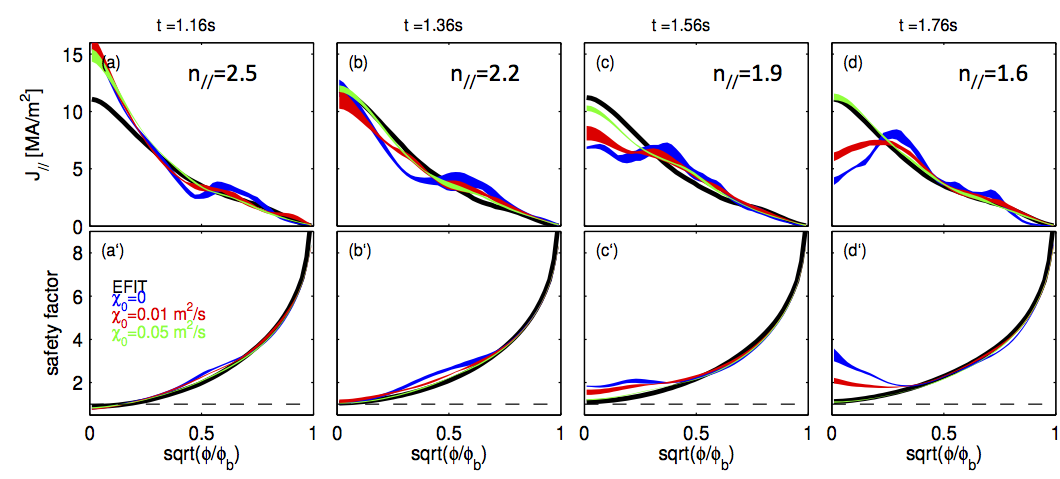 t =1.16s t =1.36s t =1.56s t =1.76s
(a) n//=2.5 (b) n//=2.2 (c) n//=1.9 (d) n//=1.6
J// [MA/m²]
15
10
5
0
(a') (b') (c') (d')
safety factor
8
6
4
2
EFIT
χ₀=0
χ₀=0.01 m²/s
χ₀=0.05 m²/s
0 0.5 1 0 0.5 1 0 0.5 1 0 0.5 1
sqrt(ϕ/ϕb) sqrt(ϕ/ϕb) sqrt(ϕ/ϕb) sqrt(ϕ/ϕb)